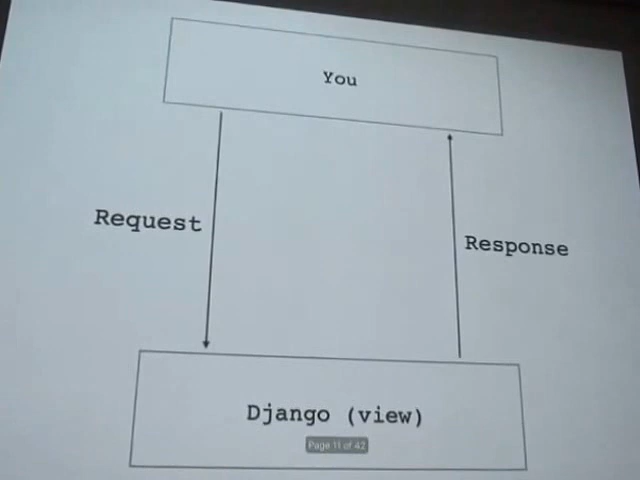 You
Request
Response
Django (view)
Page 11 of 42